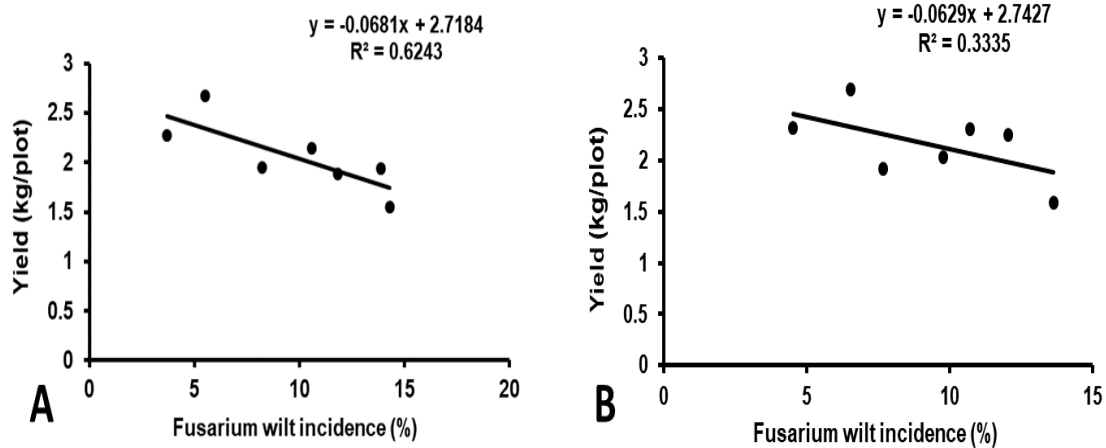 y = -0.0681x + 2.7184
R² = 0.6243
3
2.5
2
1.5
1
0.5
0
0 5 10 15 20
Yield (kg/plot)
Fusarium wilt incidence (%)
A
y = -0.0629x + 2.7427
R² = 0.3335
3
2.5
2
1.5
1
0.5
0
0 5 10 15
Yield (kg/plot)
Fusarium wilt incidence (%)
B